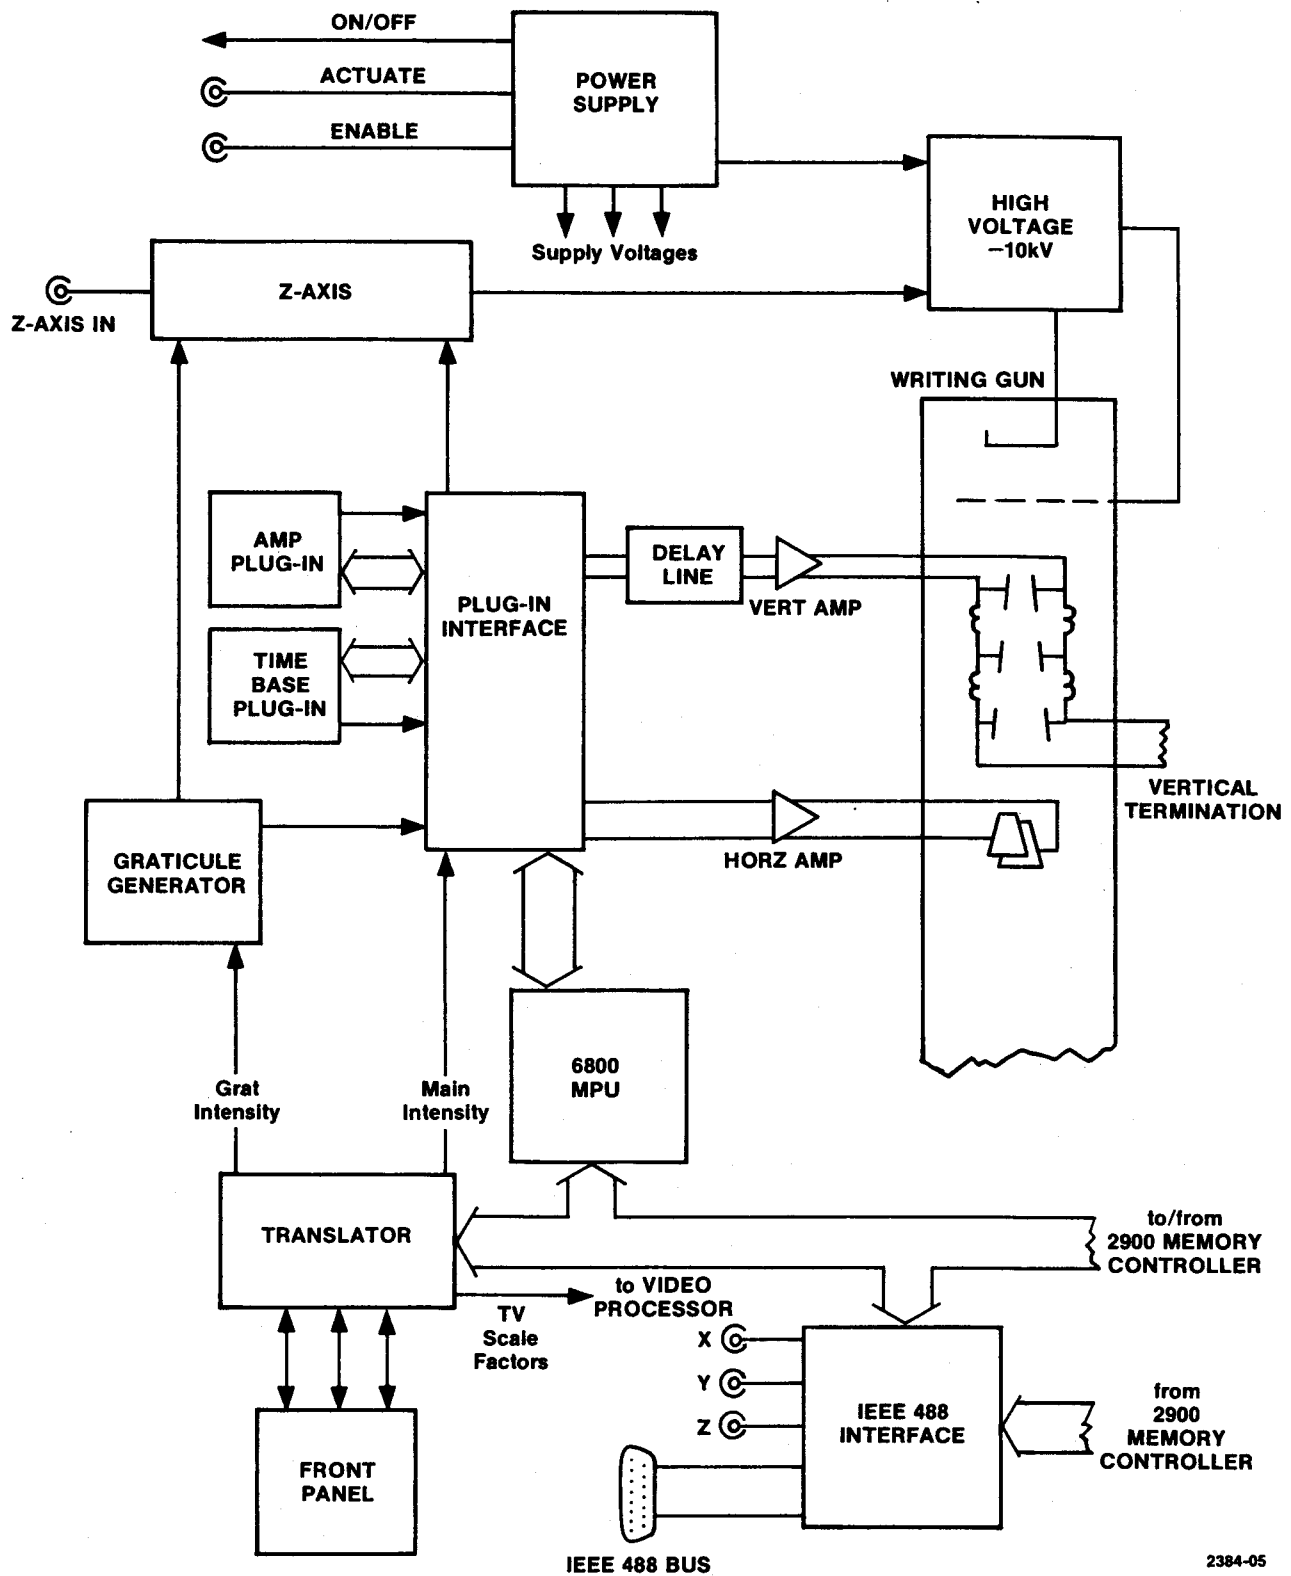 ON/OFF
ACTUATE
ENABLE
POWER
SUPPLY
Supply Voltages
HIGH
VOLTAGE
–10kV
Z-AXIS
Z-AXIS IN
WRITING GUN
AMP
PLUG-IN
PLUG-IN
INTERFACE
DELAY
LINE
VERT AMP
TIME
BASE
PLUG-IN
VERTICAL
TERMINATION
GRATICULE
GENERATOR
HORZ AMP
6800
MPU
Grat
Intensity
Main
Intensity
TRANSLATOR
to/from
2900 MEMORY
CONTROLLER
to VIDEO
PROCESSOR
TV
Scale
Factors
X
Y
Z
IEEE 488
INTERFACE
from
2900
MEMORY
CONTROLLER
FRONT
PANEL
IEEE 488 BUS
2384-05